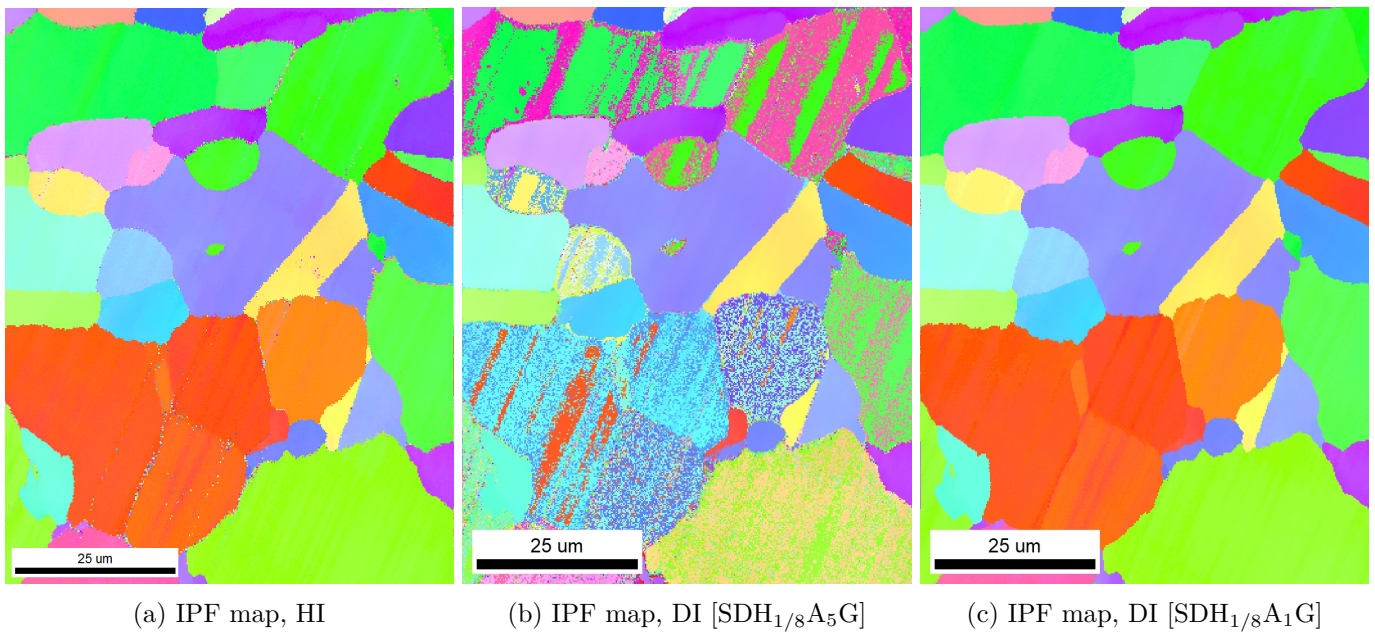 25 um
25 um
25 um
(a) IPF map, HI
(b) IPF map, DI [SDH₁/₈A₅G]
(c) IPF map, DI [SDH₁/₈A₁G]